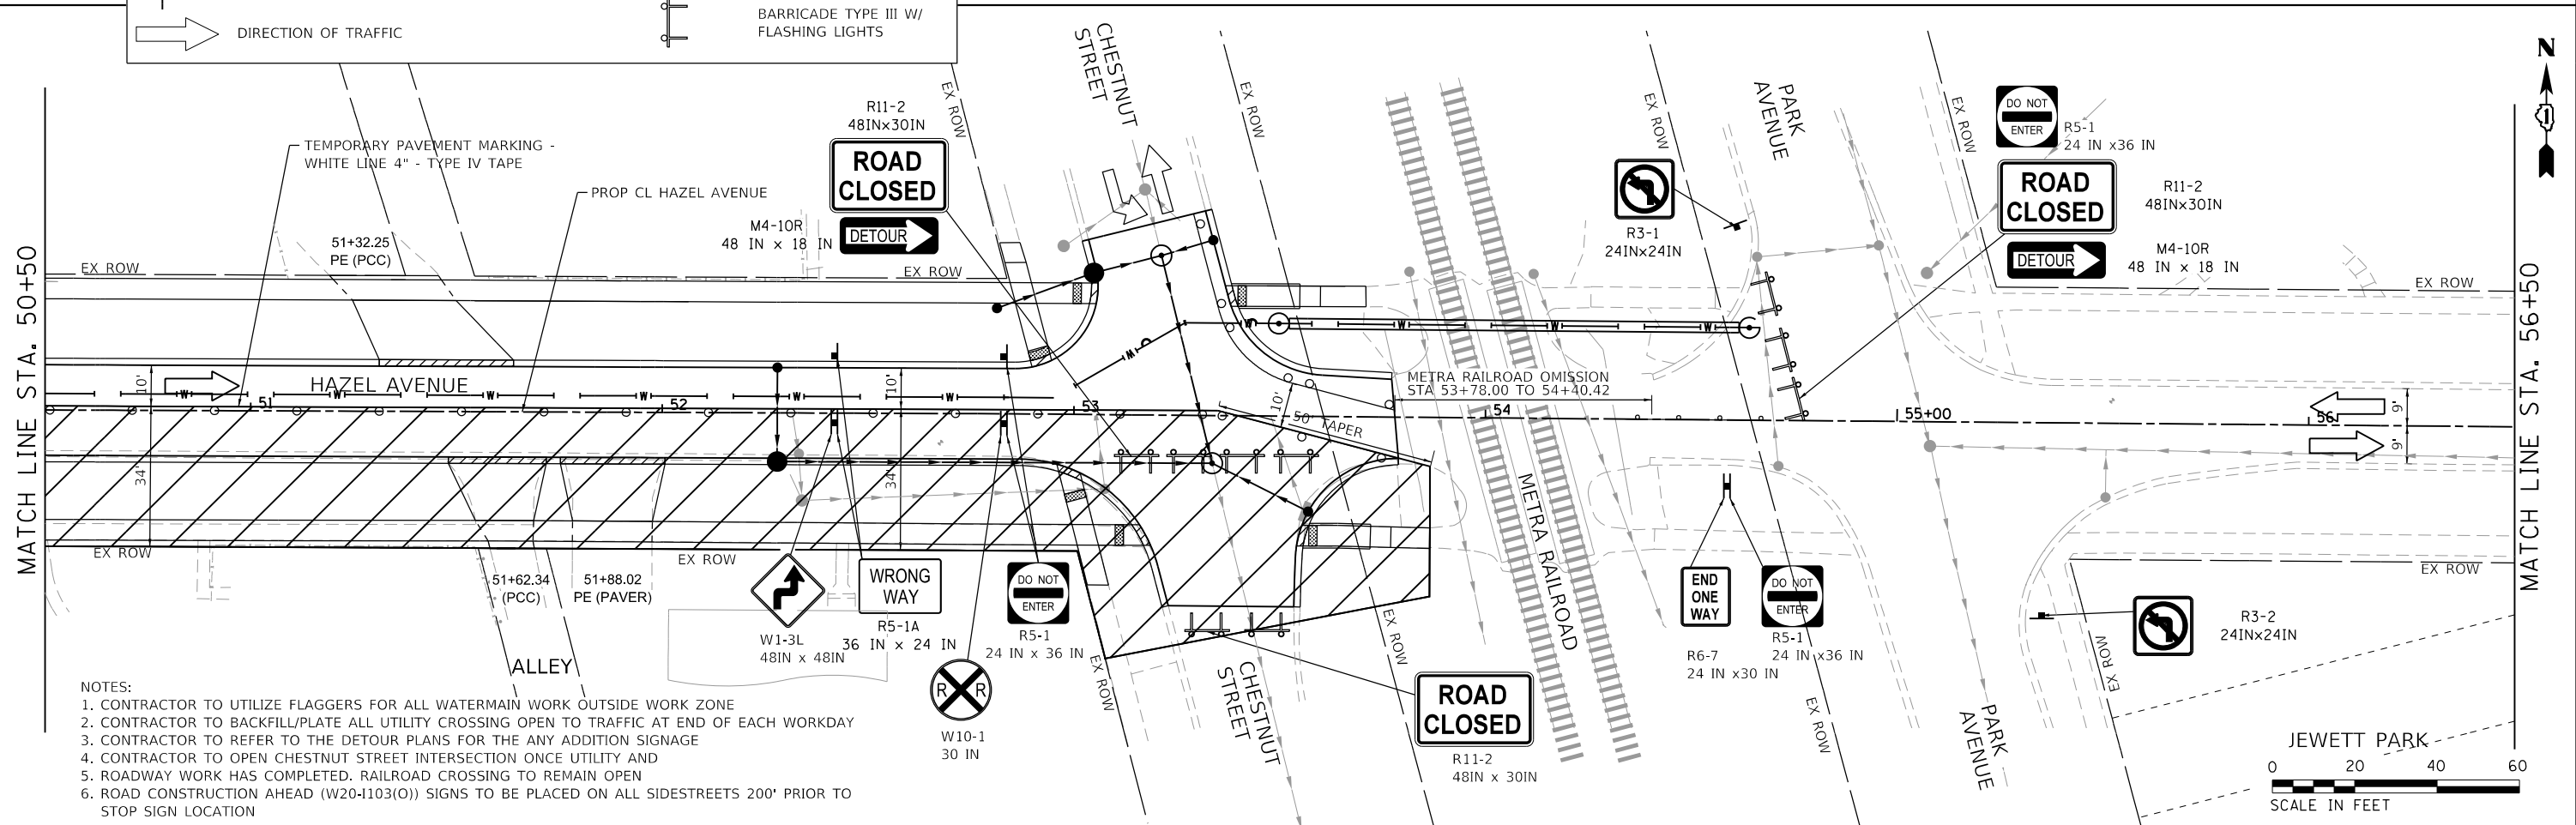 DIRECTION OF TRAFFIC
BARRICADE TYPE III W/
FLASHING LIGHTS
TEMPORARY PAVEMENT MARKING -
WHITE LINE 4" - TYPE IV TAPE
PROP CL HAZEL AVENUE
R11-2
48INx30IN
ROAD
CLOSED
M4-10R
48 IN x 18 IN
DETOUR
EX ROW
CHESTNUT
STREET
EX ROW
EX ROW
PARK
AVENUE
EX ROW
R3-1
24INx24IN
DO NOT
ENTER
R5-1
24 IN x36 IN
ROAD
CLOSED
R11-2
48INx30IN
DETOUR
M4-10R
48 IN x 18 IN
N
MATCH LINE STA. 50+50
EX ROW
51+32.25
PE (PCC)
EX ROW
EX ROW
MATCH LINE STA. 56+50
10'
HAZEL AVENUE
W
W
W
W
W
W
10'
W
W
W
W
W
51
52
53
10'
50' TAPER
METRA RAILROAD OMISSION
STA 53+78.00 TO 54+40.42
54
55+00
56
9'
9'
34'
34'
EX ROW
EX ROW
EX ROW
51+62.34
(PCC)
51+88.02
PE (PAVER)
ALLEY
W1-3L
48IN x 48IN
WRONG
WAY
R5-1A
36 IN x 24 IN
DO NOT
ENTER
R5-1
24 IN x 36 IN
R R
W10-1
30 IN
EX ROW
CHESTNUT
STREET
EX ROW
ROAD
CLOSED
R11-2
48IN x 30IN
METRA RAILROAD
END
ONE
WAY
R6-7
24 IN x30 IN
DO NOT
ENTER
R5-1
24 IN x36 IN
EX ROW
PARK
AVENUE
EX ROW
R3-2
24INx24IN
JEWETT PARK
0 20 40 60
SCALE IN FEET
NOTES:
1. CONTRACTOR TO UTILIZE FLAGGERS FOR ALL WATERMAIN WORK OUTSIDE WORK ZONE
2. CONTRACTOR TO BACKFILL/PLATE ALL UTILITY CROSSING OPEN TO TRAFFIC AT END OF EACH WORKDAY
3. CONTRACTOR TO REFER TO THE DETOUR PLANS FOR THE ANY ADDITION SIGNAGE
4. CONTRACTOR TO OPEN CHESTNUT STREET INTERSECTION ONCE UTILITY AND
5. ROADWAY WORK HAS COMPLETED. RAILROAD CROSSING TO REMAIN OPEN
6. ROAD CONSTRUCTION AHEAD (W20-I103(O)) SIGNS TO BE PLACED ON ALL SIDESTREETS 200' PRIOR TO
STOP SIGN LOCATION